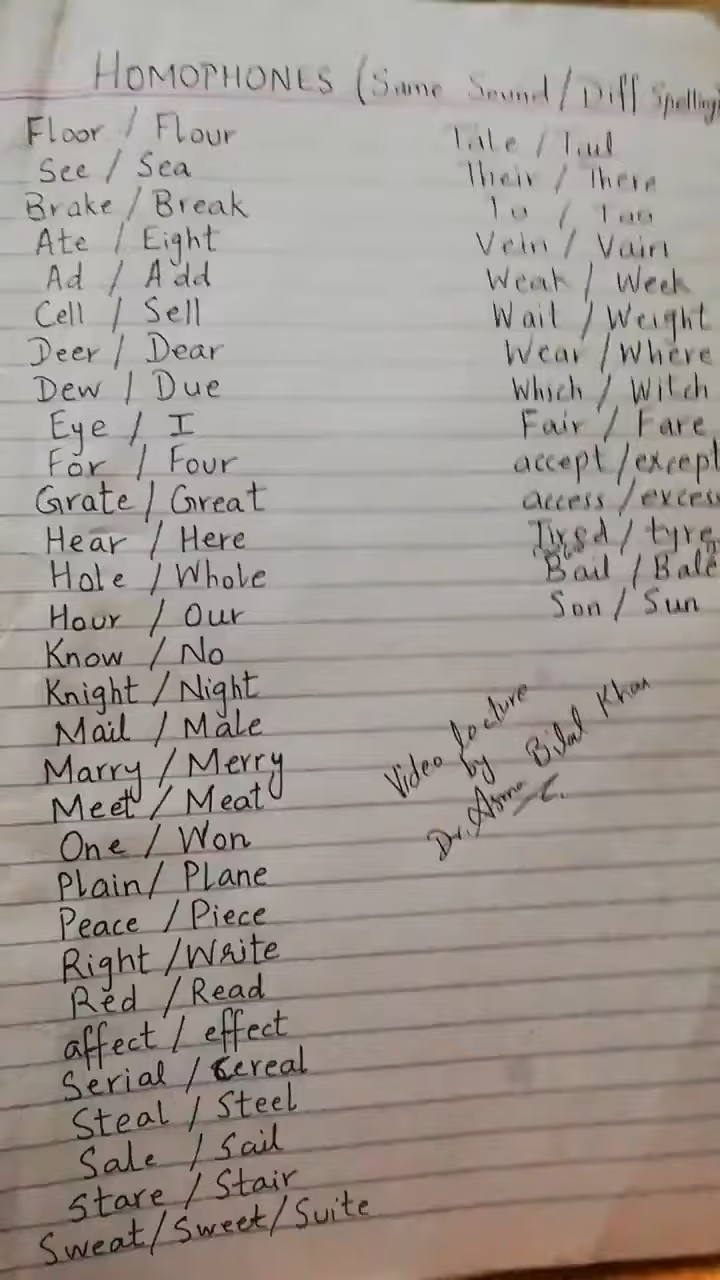 HOMOPHONES (Same Sound/Diff Spelling)
Floor / Flour
See / Sea
Brake / Break
Ate / Eight
Ad / Add
Cell / Sell
Deer / Dear
Dew / Due
Eye / I
For / Four
Grate / Great
Hear / Here
Hole / Whole
Hour / Our
Know / No
Knight / Night
Mail / Male
Marry / Merry
Meet / Meat
One / Won
Plain / Plane
Peace / Piece
Right / Write
Red / Read
affect / effect
Serial / Cereal
Steal / Steel
Sale / Sail
Stare / Stair
Sweat/Sweet/Suite
Tale / Tail
Their / There
To / Too
Vein / Vain
Weak / Week
Wait / Weight
Wear / Where
Which / Witch
Fair / Fare
accept / except
access / excess
/ tyre
Bail / Bale
Son / Sun
Video lecture
by
Dr. Asma Bilal Khan